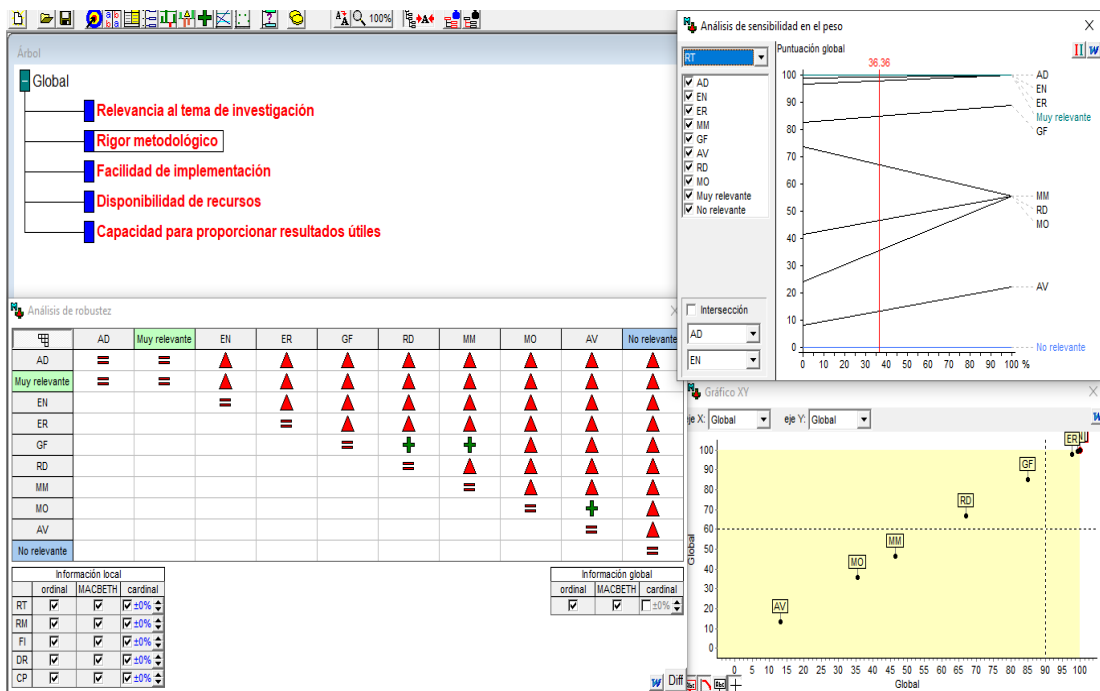 100%
Árbol
Global
Relevancia al tema de investigación
Rigor metodológico
Facilidad de implementación
Disponibilidad de recursos
Capacidad para proporcionar resultados útiles
Análisis de sensibilidad en el peso
RT
AD
EN
ER
MM
GF
AV
RD
MO
Muy relevante
No relevante
Intersección
AD
EN
Puntuación global
36.36
100
90
80
70
60
50
40
30
20
10
0
AD
EN
ER
Muy relevante
GF
MM
RD
MO
AV
No relevante
0 10 20 30 40 50 60 70 80 90 100 %
Análisis de robustez
AD Muy relevante EN ER GF RD MM MO AV No relevante
AD
Muy relevante
EN
ER
GF
RD
MM
MO
AV
No relevante
Información local
ordinal MACBETH cardinal
RT ±0%
RM ±0%
FI ±0%
DR ±0%
CP ±0%
Información global
ordinal MACBETH cardinal
±0%
Diff
Gráfico XY
eje X: Global eje Y: Global
100
90
80
70
60
50
40
30
20
10
0
Global
ER
GF
RD
MM
MO
AV
0 5 10 15 20 25 30 35 40 45 50 55 60 65 70 75 80 85 90 95 100
Global